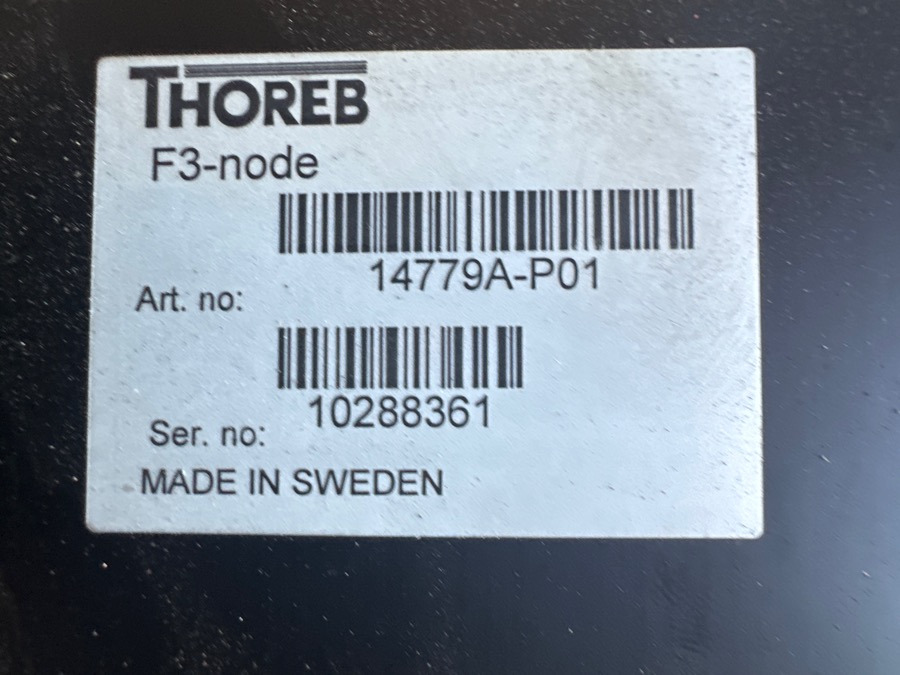 THOREB
F3-node
14779A-P01
Art. no:
10288361
Ser. no:
MADE IN SWEDEN